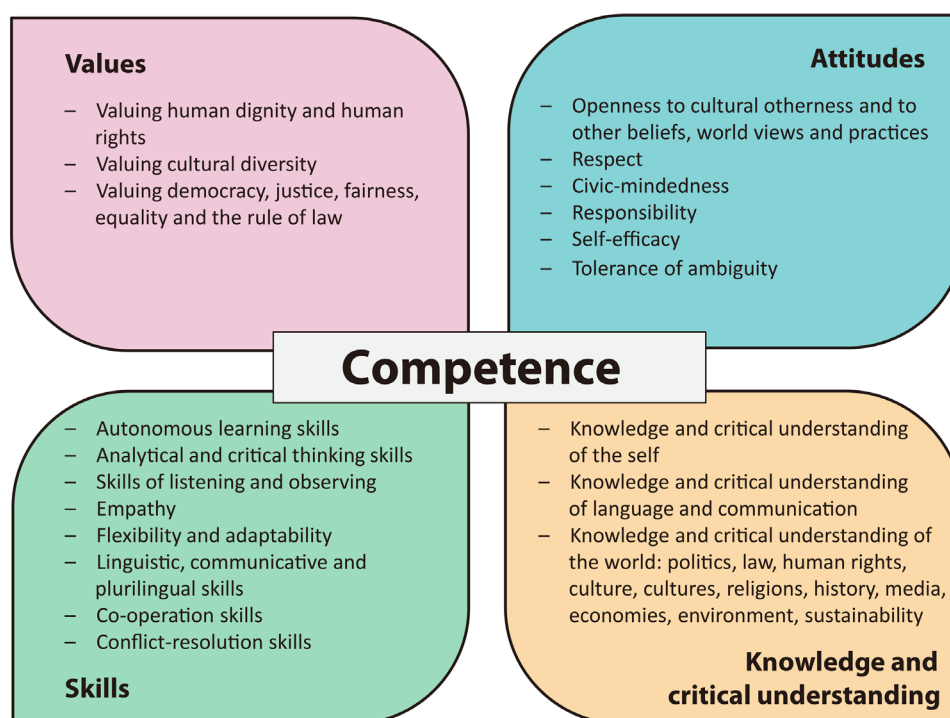 Values
– Valuing human dignity and human
rights
– Valuing cultural diversity
– Valuing democracy, justice, fairness,
equality and the rule of law
Attitudes
– Openness to cultural otherness and to
other beliefs, world views and practices
– Respect
– Civic-mindedness
– Responsibility
– Self-efficacy
– Tolerance of ambiguity
Competence
– Autonomous learning skills
– Analytical and critical thinking skills
– Skills of listening and observing
– Empathy
– Flexibility and adaptability
– Linguistic, communicative and
plurilingual skills
– Co-operation skills
– Conflict-resolution skills
Skills
– Knowledge and critical understanding
of the self
– Knowledge and critical understanding
of language and communication
– Knowledge and critical understanding of
the world: politics, law, human rights,
culture, cultures, religions, history, media,
economies, environment, sustainability
Knowledge and
critical understanding